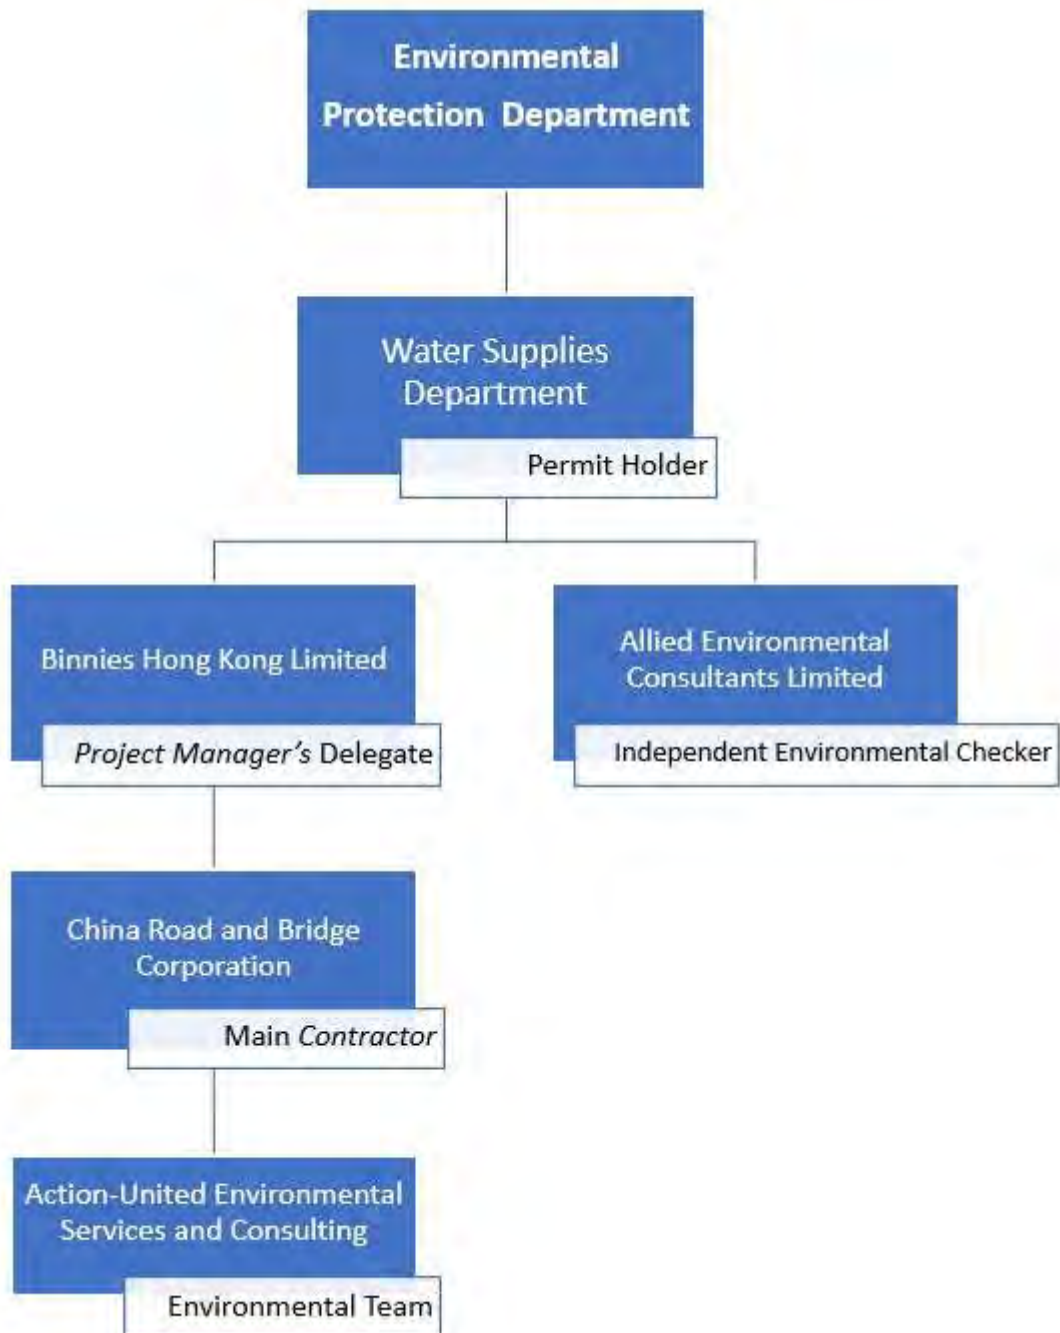 Environmental
Protection Department
Water Supplies
Department
Permit Holder
Binnies Hong Kong Limited
Project Manager's Delegate
Allied Environmental
Consultants Limited
Independent Environmental Checker
China Road and Bridge
Corporation
Main Contractor
Action-United Environmental
Services and Consulting
Environmental Team